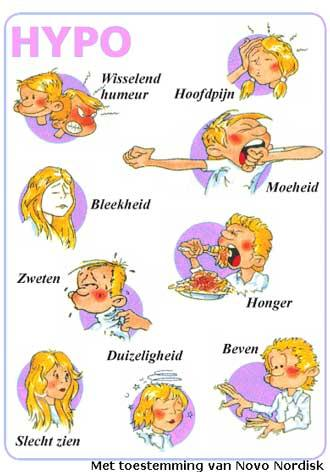 HYPO
Wisselend
humeur
Hoofdpijn
Moeheid
Bleekheid
Zweten
Honger
Duizeligheid
Beven
Slecht zien
Met toestemming van Novo Nordisk